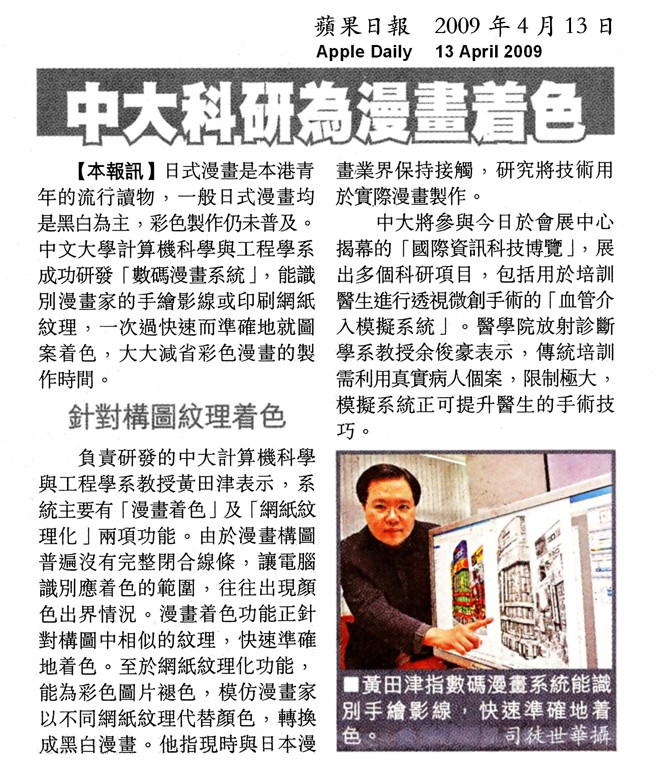 蘋果日報 2009 年 4 月 13 日
Apple Daily 13 April 2009
中大科研為漫畫着色
【本報訊】日式漫畫是本港青
年的流行讀物，一般日式漫畫均
是黑白為主，彩色製作仍未普及。
中文大學計算機科學與工程學系
成功研發「數碼漫畫系統」，能識
別漫畫家的手繪影線或印刷網紙
紋理，一次過快速而準確地就圖
案着色，大大減省彩色漫畫的製
作時間。
針對構圖紋理着色
負責研發的中大計算機科學
與工程學系教授黃田津表示，系
統主要有「漫畫着色」及「網紙紋
理化」兩項功能。由於漫畫構圖
普遍沒有完整閉合線條，讓電腦
識別應着色的範圍，往往出現顏
色出界情況。漫畫着色功能正針
對構圖中相似的紋理，快速準確
地着色。至於網紙紋理化功能，
能為彩色圖片褪色，模仿漫畫家
以不同網紙紋理代替顏色，轉換
成黑白漫畫。他指現時與日本漫
畫業界保持接觸，研究將技術用
於實際漫畫製作。
中大將參與今日於會展中心
揭幕的「國際資訊科技博覽」，展
出多個科研項目，包括用於培訓
醫生進行透視微創手術的「血管介
入模擬系統」。醫學院放射診斷
學系教授余俊豪表示，傳統培訓
需利用真實病人個案，限制極大，
模擬系統正可提升醫生的手術技
巧。
■黃田津指數碼漫畫系統能識
別手繪影線，快速準確地着
色。 司徒世華攝